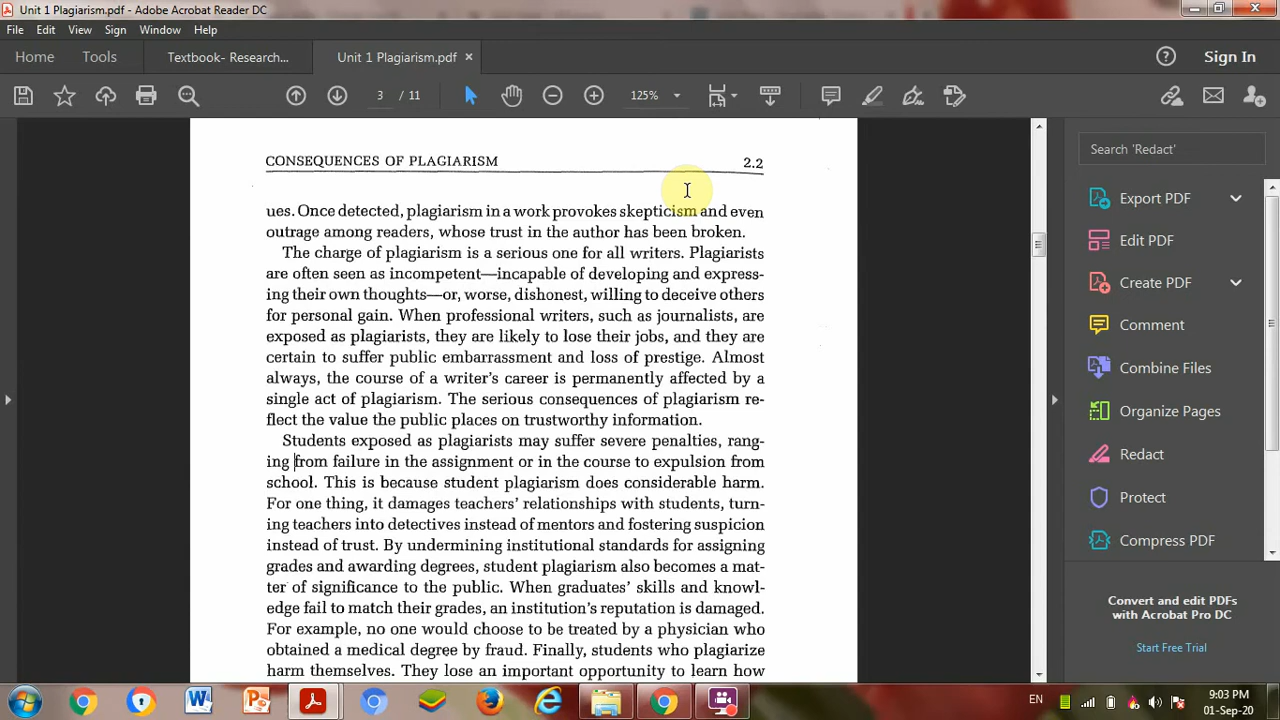 Unit 1 Plagiarism.pdf - Adobe Acrobat Reader DC
File Edit View Sign Window Help
Home Tools Textbook- Research... Unit 1 Plagiarism.pdf × Sign In
3 / 11 125%
CONSEQUENCES OF PLAGIARISM 2.2
ues. Once detected, plagiarism in a work provokes skepticism and even
outrage among readers, whose trust in the author has been broken.
The charge of plagiarism is a serious one for all writers. Plagiarists
are often seen as incompetent—incapable of developing and express-
ing their own thoughts—or, worse, dishonest, willing to deceive others
for personal gain. When professional writers, such as journalists, are
exposed as plagiarists, they are likely to lose their jobs, and they are
certain to suffer public embarrassment and loss of prestige. Almost
always, the course of a writer's career is permanently affected by a
single act of plagiarism. The serious consequences of plagiarism re-
flect the value the public places on trustworthy information.
Students exposed as plagiarists may suffer severe penalties, rang-
ing from failure in the assignment or in the course to expulsion from
school. This is because student plagiarism does considerable harm.
For one thing, it damages teachers' relationships with students, turn-
ing teachers into detectives instead of mentors and fostering suspicion
instead of trust. By undermining institutional standards for assigning
grades and awarding degrees, student plagiarism also becomes a mat-
ter of significance to the public. When graduates' skills and knowl-
edge fail to match their grades, an institution's reputation is damaged.
For example, no one would choose to be treated by a physician who
obtained a medical degree by fraud. Finally, students who plagiarize
harm themselves. They lose an important opportunity to learn how
Search 'Redact'
Export PDF
Edit PDF
Create PDF
Comment
Combine Files
Organize Pages
Redact
Protect
Compress PDF
Convert and edit PDFs
with Acrobat Pro DC
Start Free Trial
EN 9:03 PM
01-Sep-20